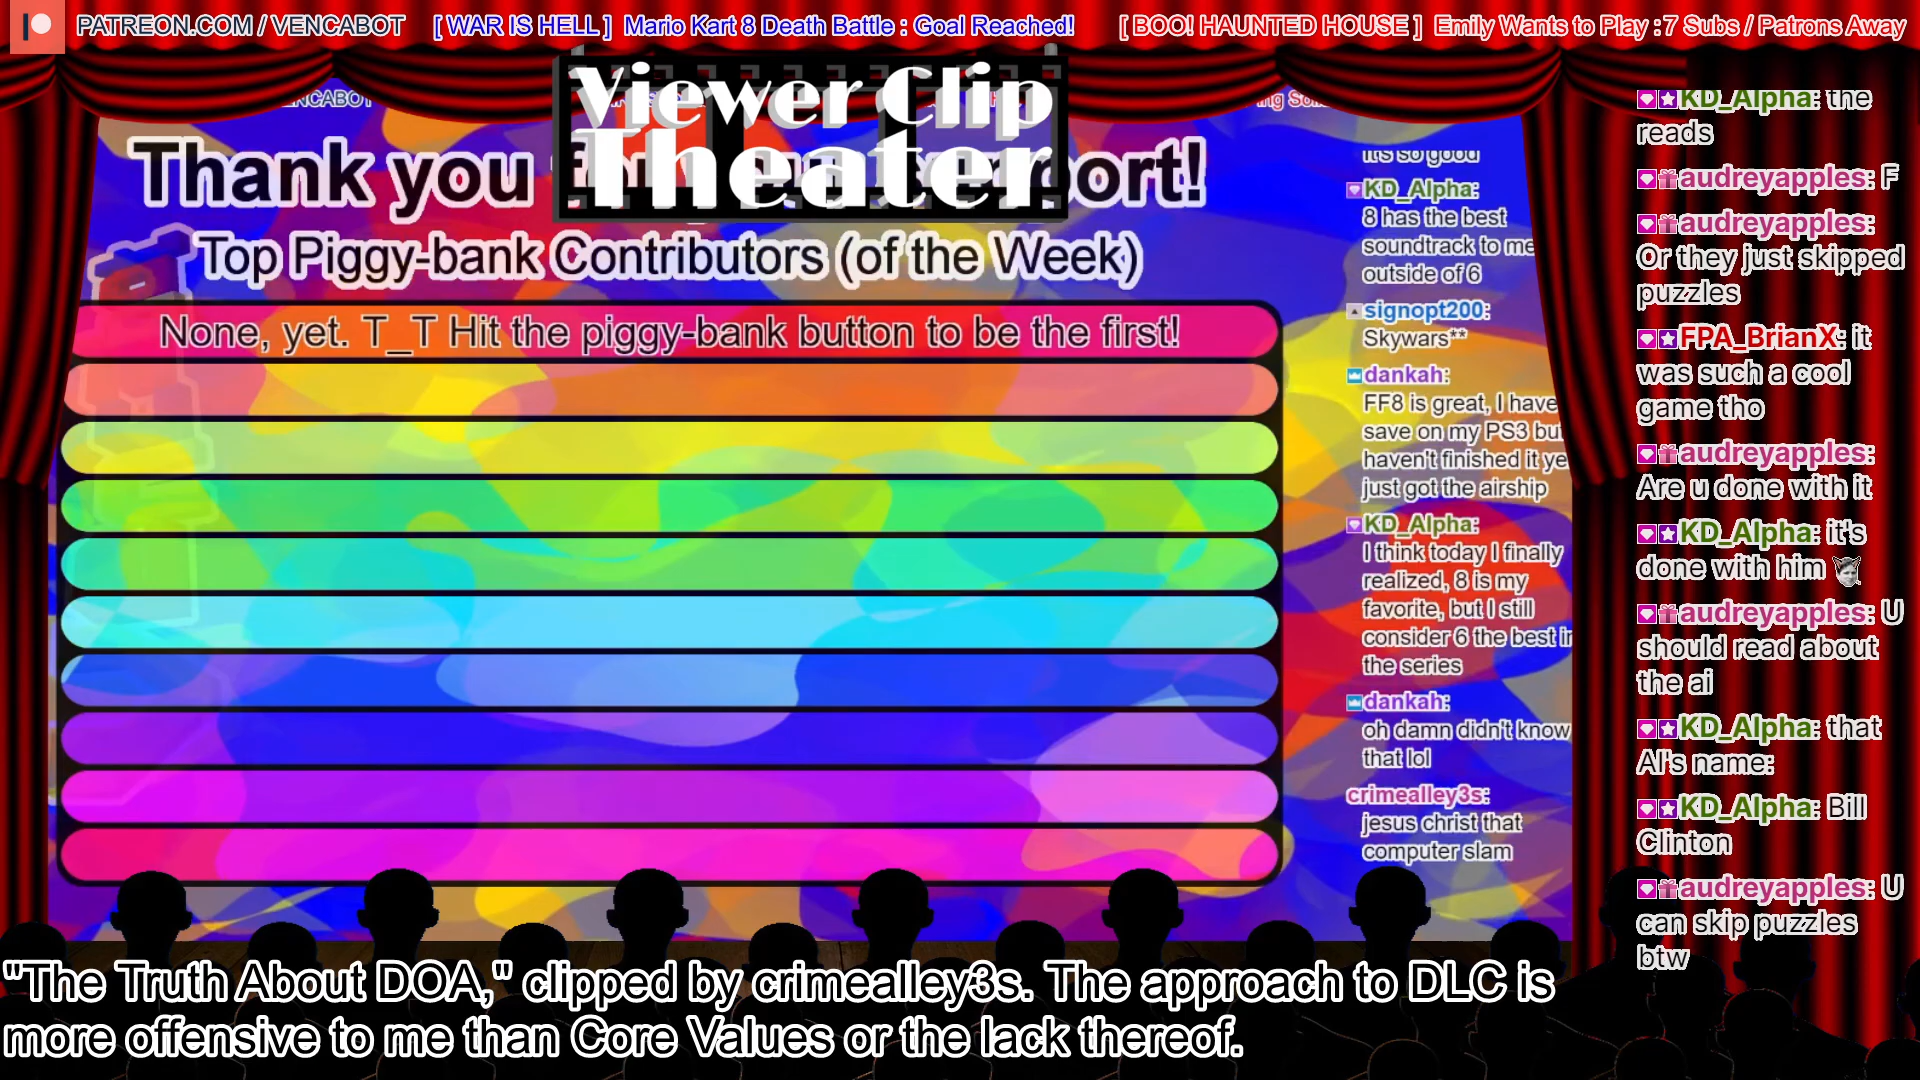 PATREON.COM / VENCABOT [ WAR IS HELL ] Mario Kart 8 Death Battle : Goal Reached! [ BOO! HAUNTED HOUSE ] Emily Wants to Play : 7 Subs / Patrons Away
Viewer Clip
Theater
Thank you
Top Piggy-bank Contributors (of the Week)
None, yet. T_T Hit the piggy-bank button to be the first!
it's so good
KD_Alpha:
8 has the best
soundtrack to me
outside of 6
signopt200:
Skywars**
dankah:
FF8 is great, I have
save on my PS3 but
haven't finished it ye
just got the airship
KD_Alpha:
I think today I finally
realized, 8 is my
favorite, but I still
consider 6 the best in
the series
dankah:
oh damn didn't know
that lol
crimealley3s:
jesus christ that
computer slam
KD_Alpha: the
reads
audreyapples: F
audreyapples:
Or they just skipped
puzzles
FPA_BrianX: it
was such a cool
game tho
audreyapples:
Are u done with it
KD_Alpha: it's
done with him
audreyapples: U
should read about
the ai
KD_Alpha: that
AI's name:
KD_Alpha: Bill
Clinton
audreyapples: U
can skip puzzles
btw
"The Truth About DOA," clipped by crimealley3s. The approach to DLC is
more offensive to me than Core Values or the lack thereof.